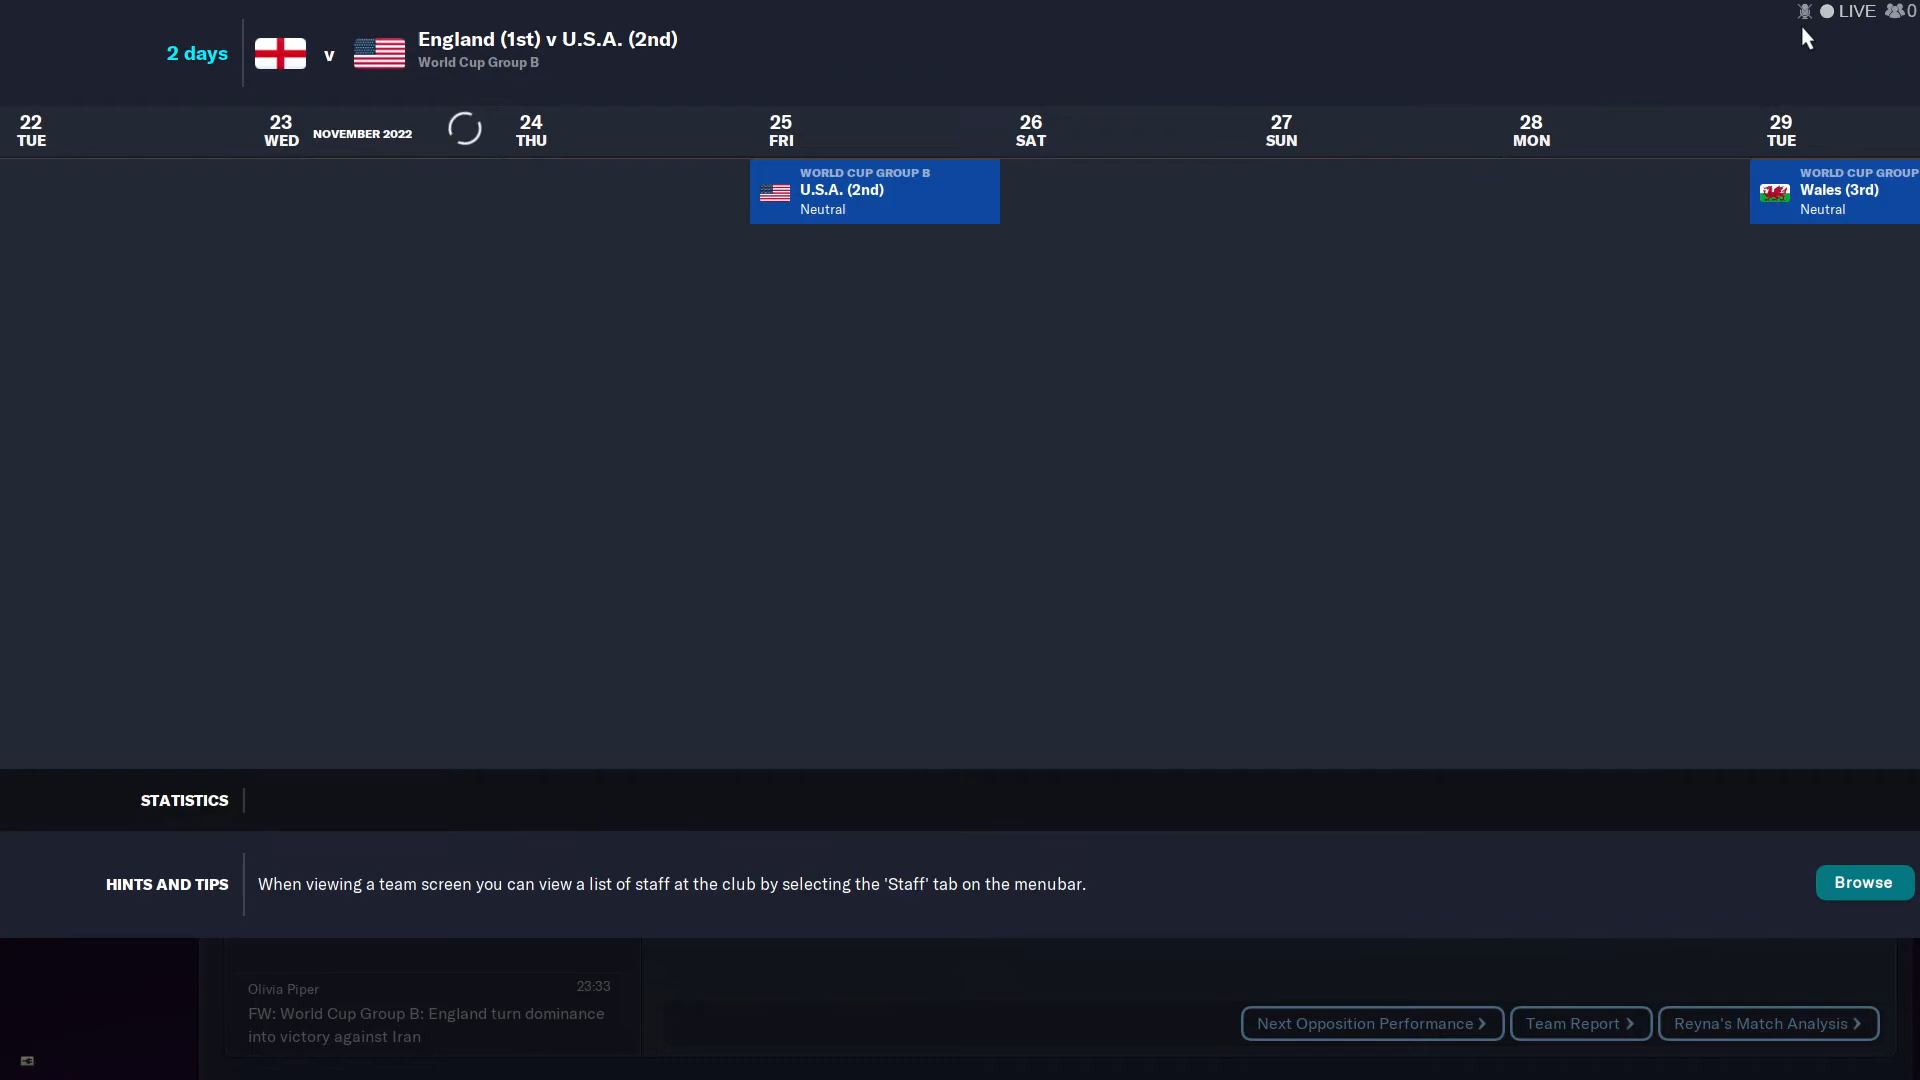 LIVE 0
2 days
v
England (1st) v U.S.A. (2nd)
World Cup Group B
22
TUE
23
WED
NOVEMBER 2022
24
THU
25
FRI
26
SAT
27
SUN
28
MON
29
TUE
WORLD CUP GROUP B
U.S.A. (2nd)
Neutral
WORLD CUP GROUP
Wales (3rd)
Neutral
STATISTICS
HINTS AND TIPS
When viewing a team screen you can view a list of staff at the club by selecting the 'Staff' tab on the menubar.
Browse
Olivia Piper
23:33
FW: World Cup Group B: England turn dominance
into victory against Iran
Next Opposition Performance
Team Report
Reyna's Match Analysis